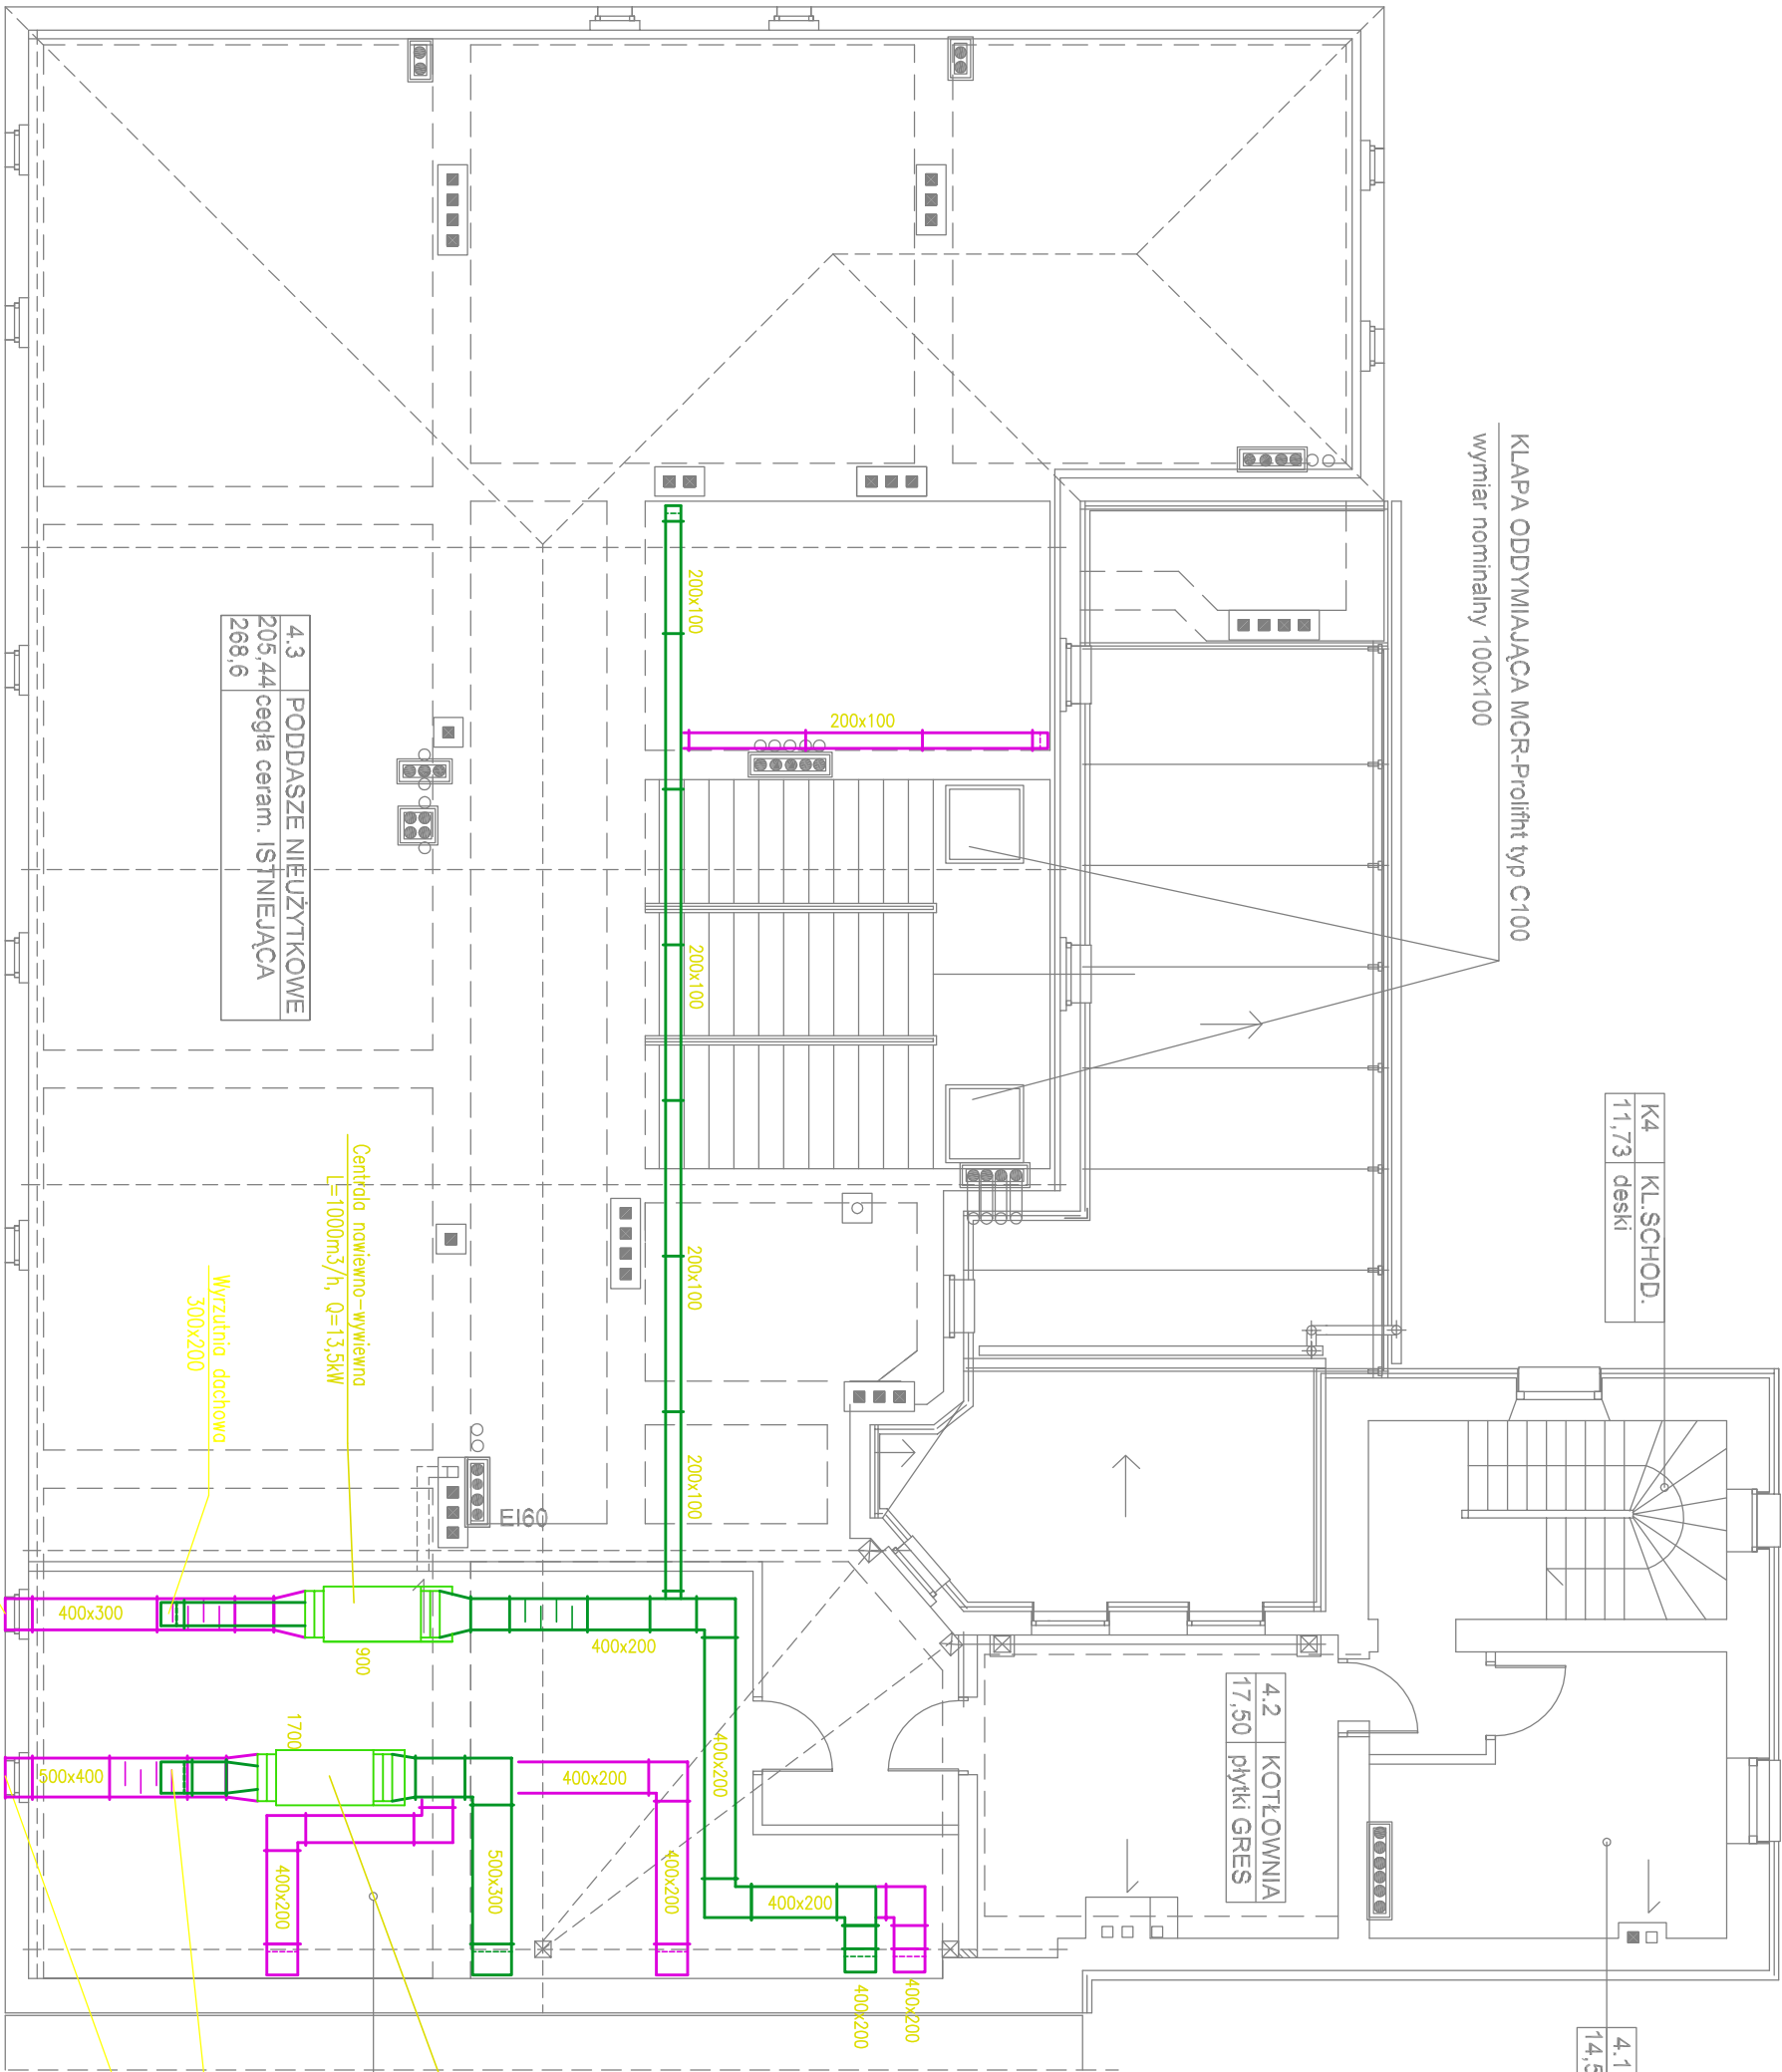 KLAPA ODDYMIAJĄCA MCR-Prolifht typ C100
wymiar nominalny 100x100
K4 KL.SCHOD.
11,73 deski
4.3 PODDASZE NIEUŻYTKOWE
205,44 cegła ceram. ISTNIEJĄCA
268,6
4.2 KOTŁOWNIA
17,50 płytki GRES
4.1
14,5
EI60
Centrala nawiewno-wywiewna
L=1000m3/h, Q=13,5kW
Wyrzutnia dachowa
300x200
200x100
200x100
200x100
200x100
200x100
400x300
900
400x200
1700
500x400
400x200
400x200
400x200
500x300
400x200
400x200
400x200
400x200